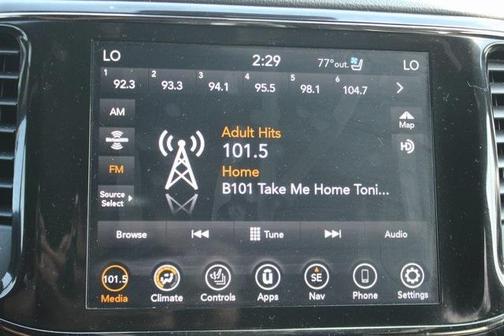 LO 2:29 77°out. LO
1 92.3 2 93.3 3 94.1 4 95.5 5 98.1 6 104.7
AM
Map
Adult Hits
SiriusXM
101.5
HD
FM
Home
B101 Take Me Home Toni...
Source
Select
Browse Tune Audio
101.5 SE
Media Climate Controls Apps Nav Phone Settings